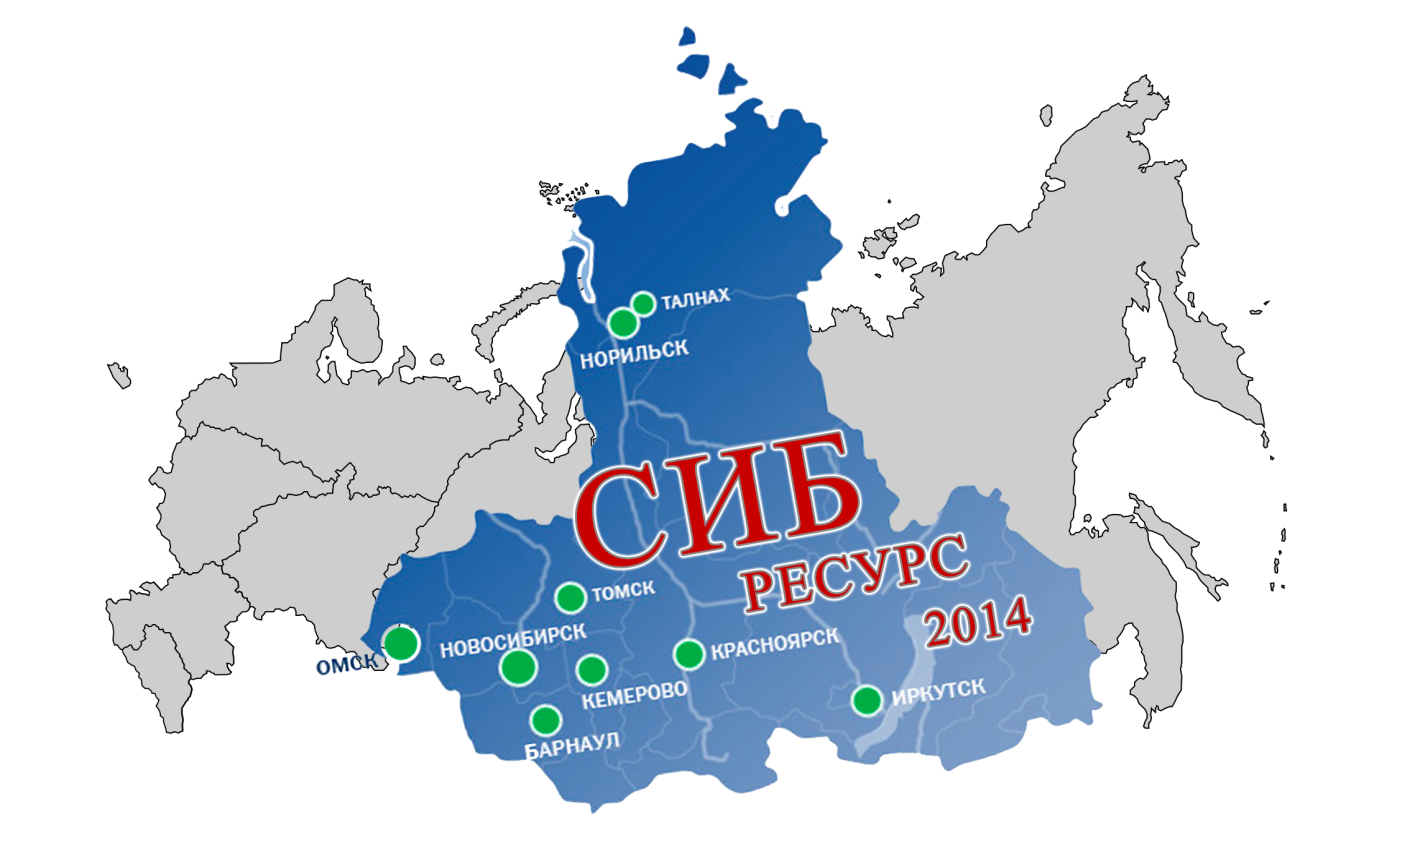 ТАЛНАХ
НОРИЛЬСК
СИБ
РЕСУРС
2014
ТОМСК
НОВОСИБИРСК
ОМСК
КРАСНОЯРСК
КЕМЕРОВО
ИРКУТСК
БАРНАУЛ